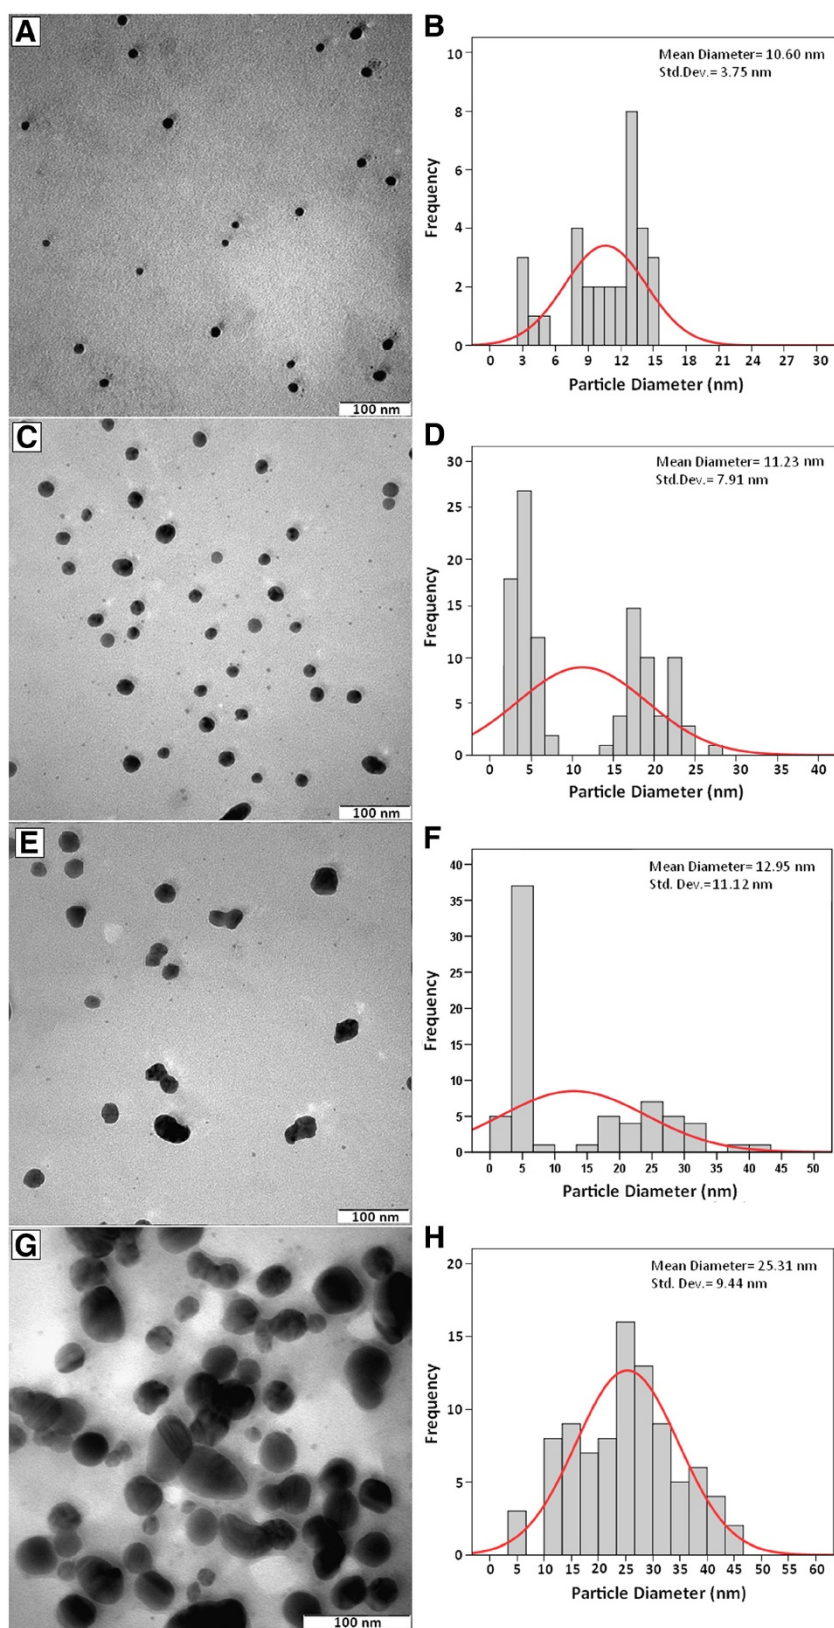 A
100 nm
B
Mean Diameter= 10.60 nm
Std.Dev.= 3.75 nm
10
8
6
4
2
0
Frequency
0 3 6 9 12 15 18 21 24 27 30
Particle Diameter (nm)
C
100 nm
D
Mean Diameter= 11.23 nm
Std.Dev.= 7.91 nm
30
25
20
15
10
5
0
Frequency
0 5 10 15 20 25 30 40
Particle Diameter (nm)
E
100 nm
F
Mean Diameter= 12.95 nm
Std. Dev.=11.12 nm
40
35
30
25
20
15
10
5
0
Frequency
0 5 10 15 20 25 30 35 40 45 50
Particle Diameter (nm)
G
100 nm
H
Mean Diameter= 25.31 nm
Std. Dev.= 9.44 nm
20
15
10
5
0
Frequency
0 5 10 15 20 25 30 35 40 45 50 55 60
Particle Diameter (nm)